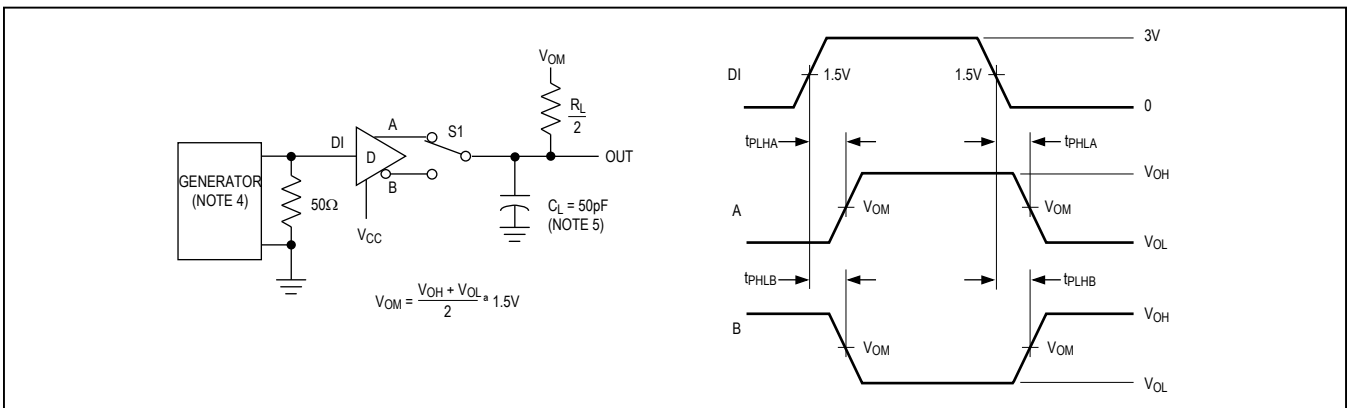 VOM
RL
2
A
S1
DI
D
OUT
B
GENERATOR
(NOTE 4)
50Ω
CL = 50pF
(NOTE 5)
VCC
VOM = VOH + VOL ª 1.5V
2
3V
DI
1.5V
1.5V
0
tPLHA
tPHLA
VOH
A
VOM
VOM
VOL
tPHLB
tPLHB
VOH
B
VOM
VOM
VOL